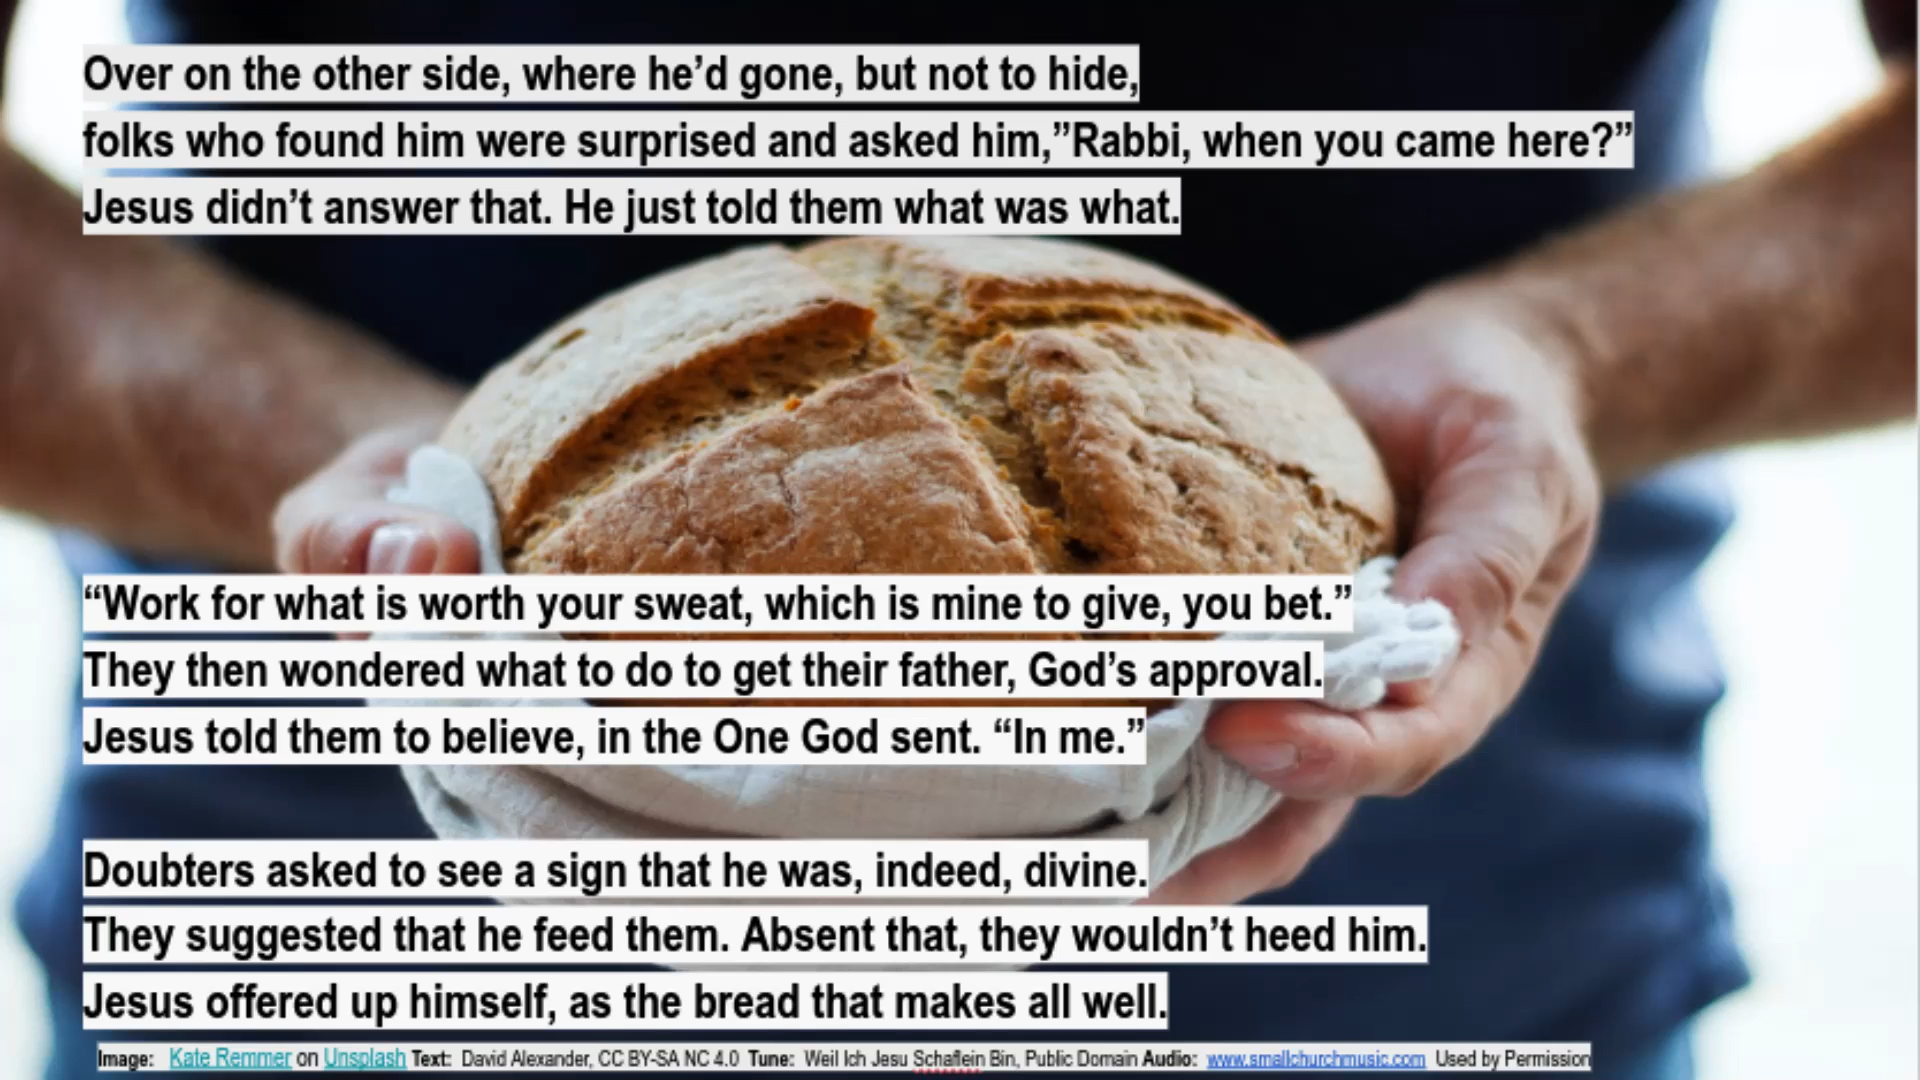 Over on the other side, where he’d gone, but not to hide,
folks who found him were surprised and asked him,”Rabbi, when you came here?”
Jesus didn’t answer that. He just told them what was what.
“Work for what is worth your sweat, which is mine to give, you bet.”
They then wondered what to do to get their father, God’s approval.
Jesus told them to believe, in the One God sent. “In me.”
Doubters asked to see a sign that he was, indeed, divine.
They suggested that he feed them. Absent that, they wouldn’t heed him.
Jesus offered up himself, as the bread that makes all well.
Image: Kate Remmer on Unsplash Text: David Alexander, CC BY-SA NC 4.0 Tune: Weil Ich Jesu Schaflein Bin, Public Domain Audio: www.smallchurchmusic.com Used by Permission